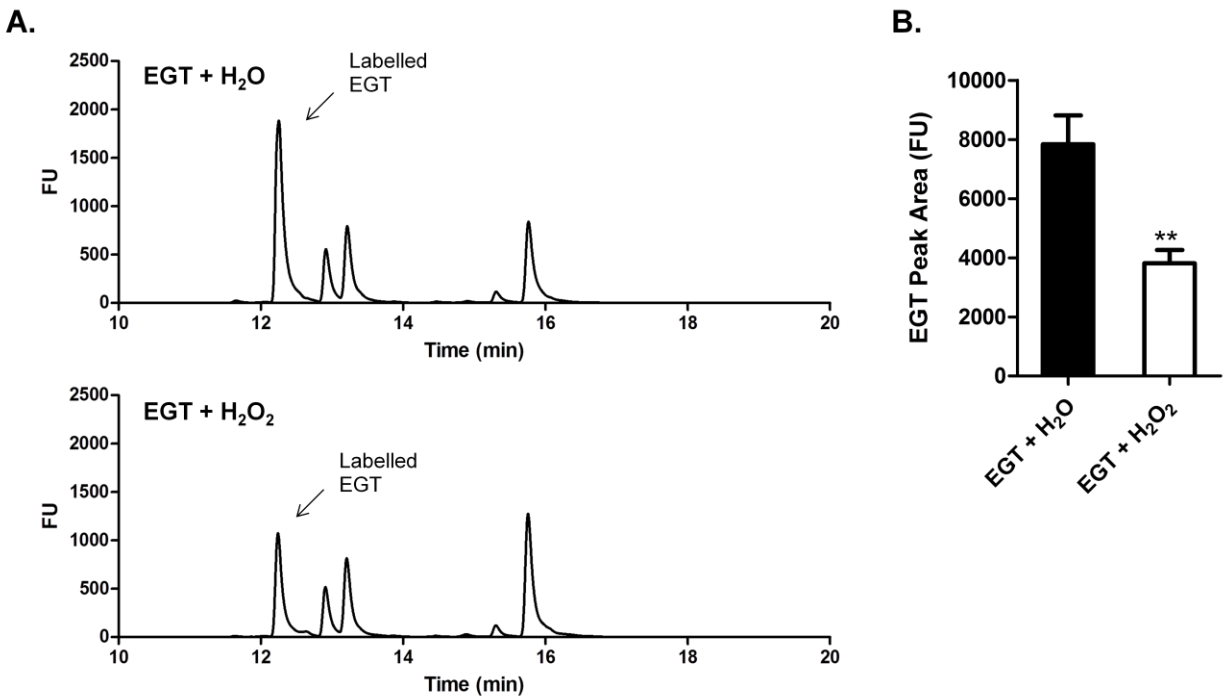 A.
EGT + H₂O
Labelled
EGT
2500
2000
1500
1000
500
0
FU
10 12 14 16 18 20
Time (min)
EGT + H₂O₂
Labelled
EGT
2500
2000
1500
1000
500
0
FU
10 12 14 16 18 20
Time (min)
B.
10000
8000
6000
4000
2000
0
EGT Peak Area (FU)
**
EGT + H₂O
EGT + H₂O₂